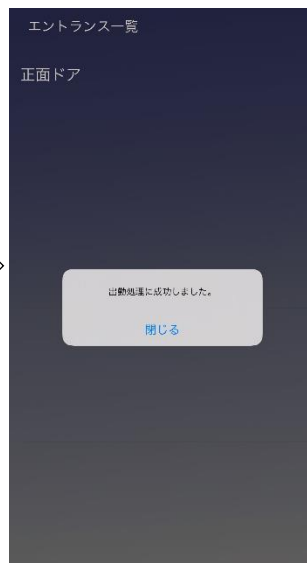 エントランス一覧
正面ドア
出勤処理に成功しました。
閉じる